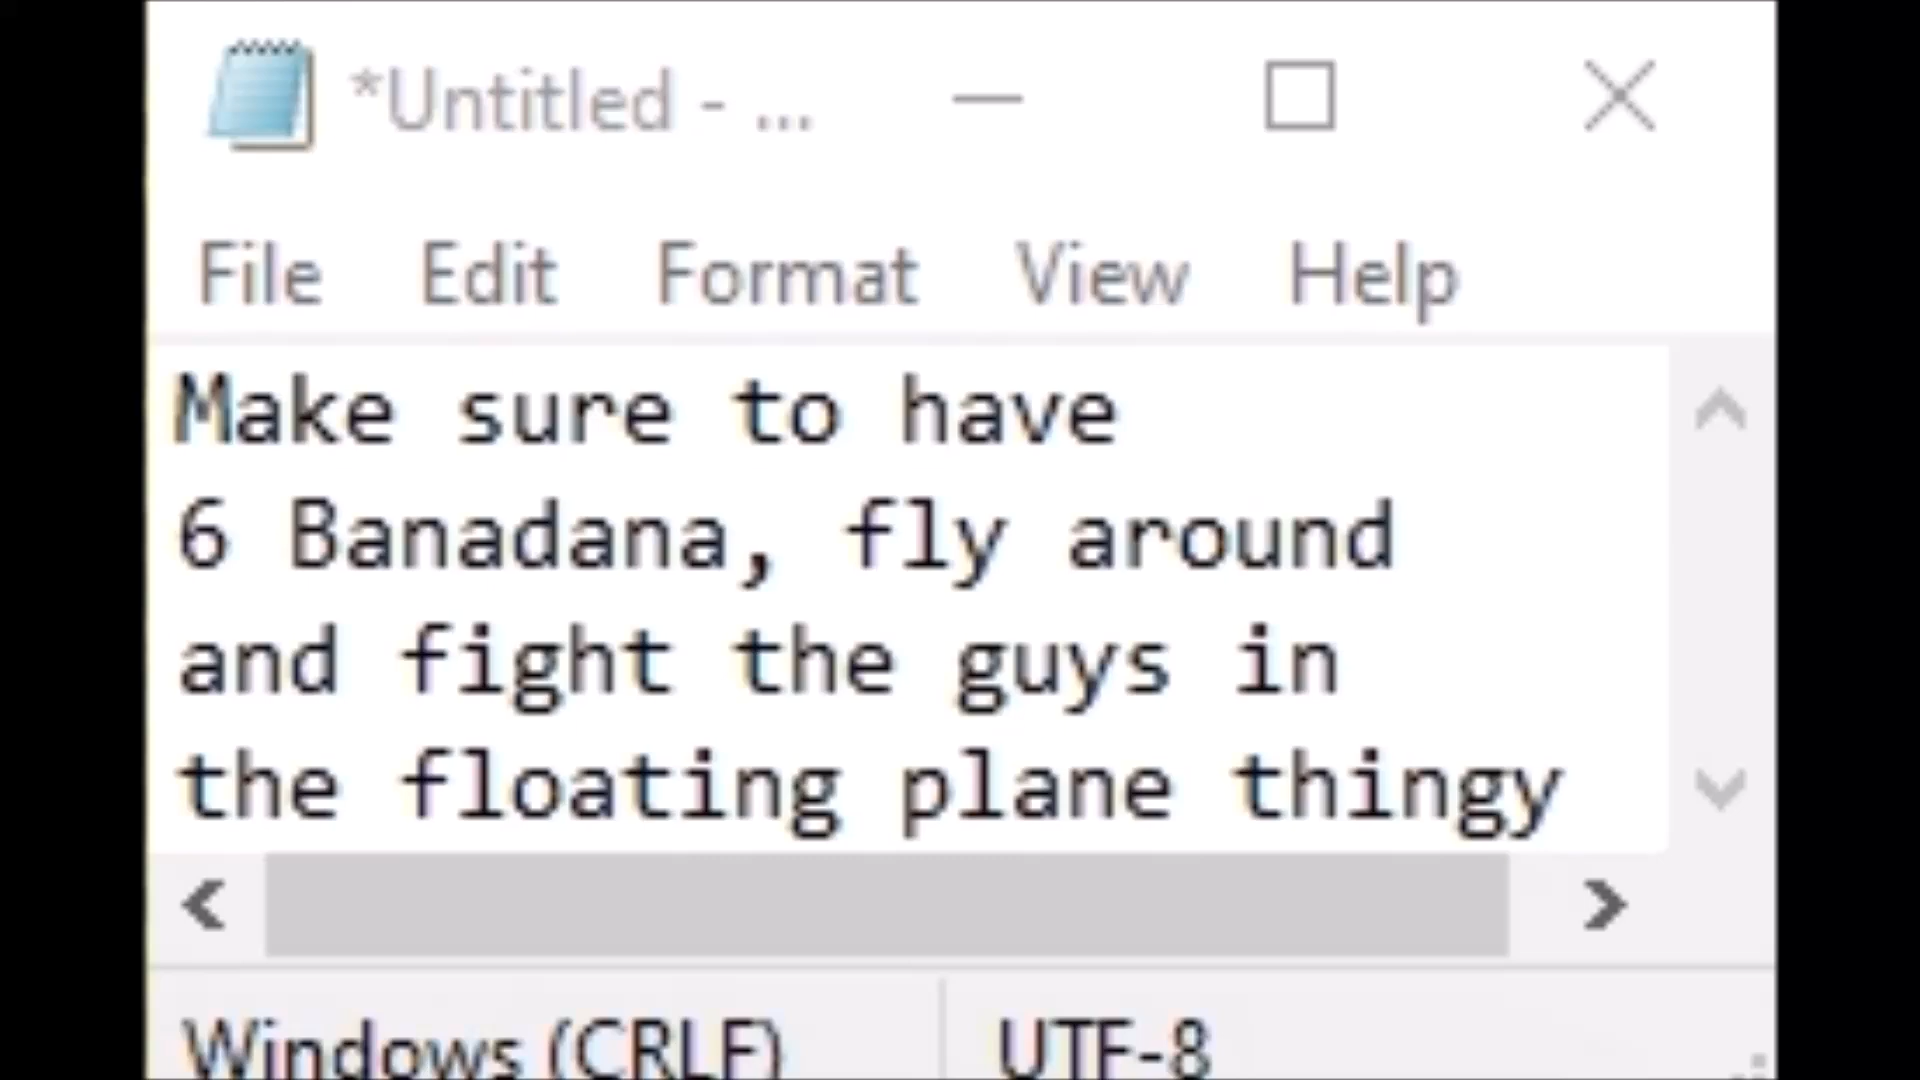 *Untitled - ...
File Edit Format View Help
Make sure to have
6 Banadana, fly around
and fight the guys in
the floating plane thingy
Windows (CRLF) UTF-8